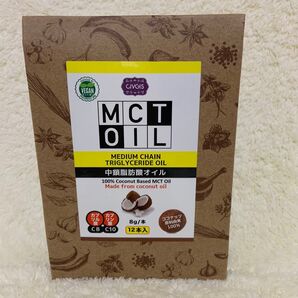 CIVGIS
VEGAN
MCT
OIL
MEDIUM CHAIN
TRIGLYCERIDE OIL
中鎖脂肪酸オイル
100% Coconut Based MCT Oil
Made from coconut oil
8g/本
12本入
C8
C10
ココナッツ
100%